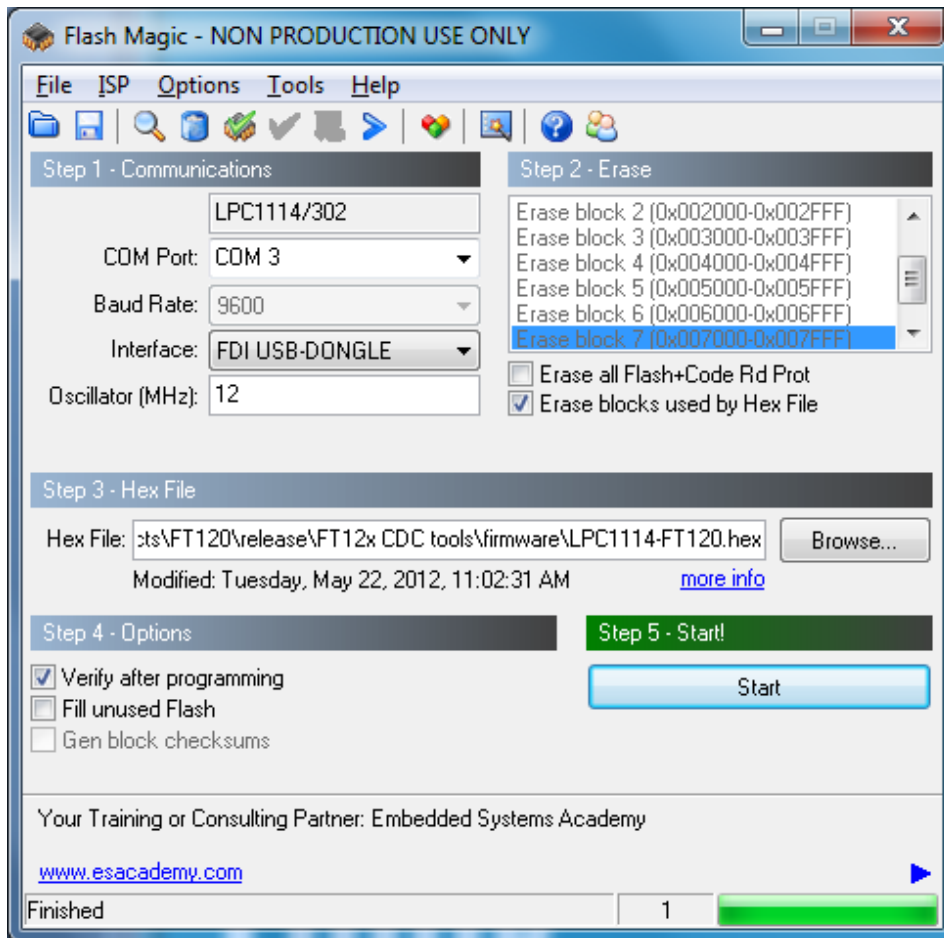 Flash Magic - NON PRODUCTION USE ONLY
File ISP Options Tools Help
Step 1 - Communications
LPC1114/302
COM Port: COM 3
Baud Rate: 9600
Interface: FDI USB-DONGLE
Oscillator (MHz): 12
Step 2 - Erase
Erase block 2 (0x002000-0x002FFF)
Erase block 3 (0x003000-0x003FFF)
Erase block 4 (0x004000-0x004FFF)
Erase block 5 (0x005000-0x005FFF)
Erase block 6 (0x006000-0x006FFF)
Erase block 7 (0x007000-0x007FFF)
Erase all Flash+Code Rd Prot
Erase blocks used by Hex File
Step 3 - Hex File
Hex File: cts\FT120\release\FT12x CDC tools\firmware\LPC1114-FT120.hex Browse...
Modified: Tuesday, May 22, 2012, 11:02:31 AM more info
Step 4 - Options
Verify after programming
Fill unused Flash
Gen block checksums
Step 5 - Start!
Start
Your Training or Consulting Partner: Embedded Systems Academy
www.esacademy.com
Finished 1